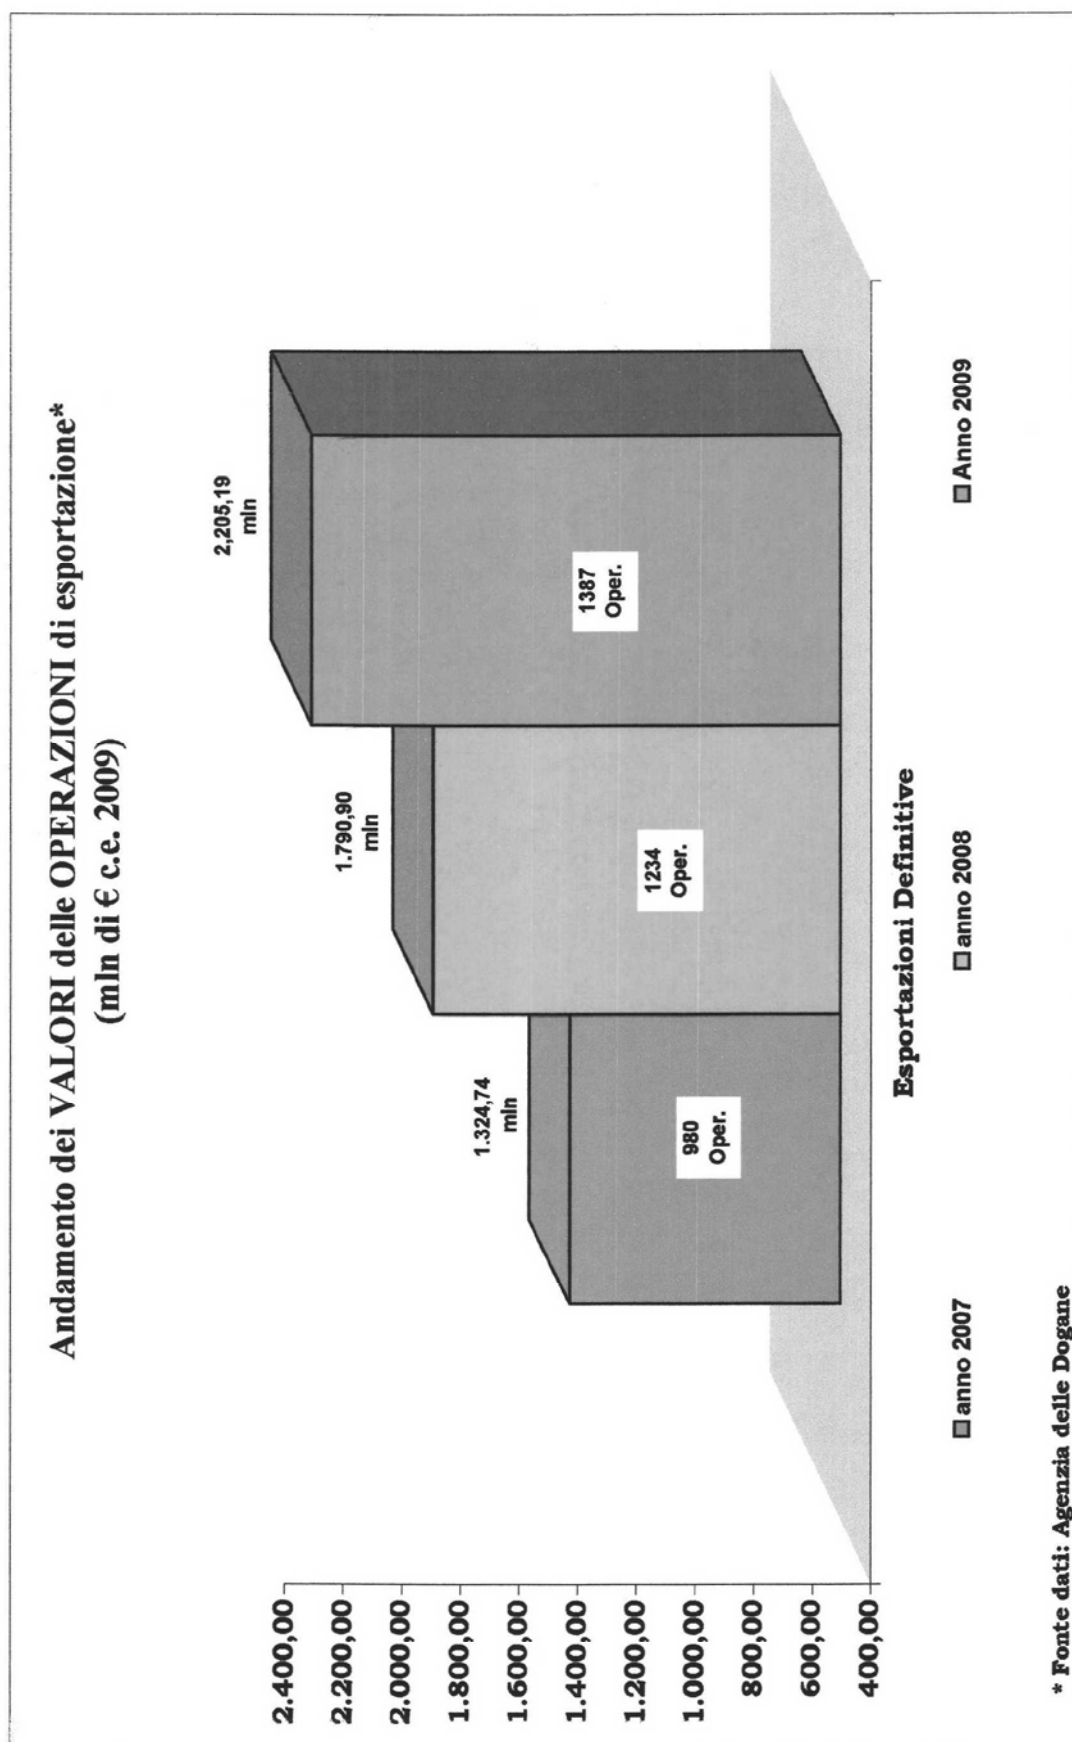 Andamento dei VALORI delle OPERAZIONI di esportazione*
(mln di € c.e. 2009)
2.400,00
2.200,00
2.000,00
1.800,00
1.600,00
1.400,00
1.200,00
1.000,00
800,00
600,00
400,00
1.324,74
mln
980
Oper.
1.790,90
mln
1234
Oper.
2,205,19
mln
1387
Oper.
Esportazioni Definitive
anno 2007
anno 2008
Anno 2009
* Fonte dati: Agenzia delle Dogane